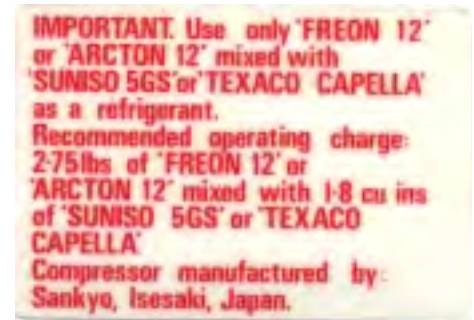 IMPORTANT. Use only 'FREON 12'
or 'ARCTON 12' mixed with
'SUNISO 5GS' or 'TEXACO CAPELLA'
as a refrigerant.
Recommended operating charge:
2·75lbs of 'FREON 12' or
'ARCTON 12' mixed with 1·8 cu ins
of 'SUNISO 5GS' or 'TEXACO
CAPELLA'
Compressor manufactured by:
Sankyo, Isesaki, Japan.